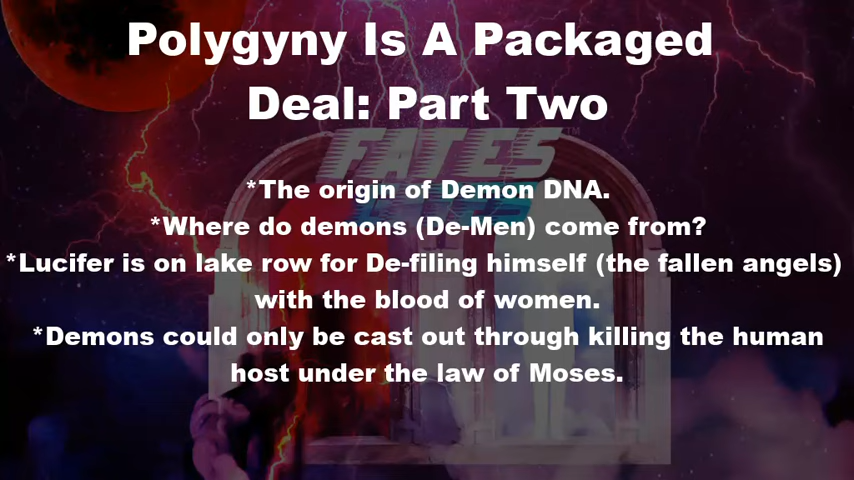 Polygyny Is A Packaged
Deal: Part Two
FATES
™
*The origin of Demon DNA.
*Where do demons (De-Men) come from?
*Lucifer is on lake row for De-filing himself (the fallen angels)
with the blood of women.
*Demons could only be cast out through killing the human
host under the law of Moses.